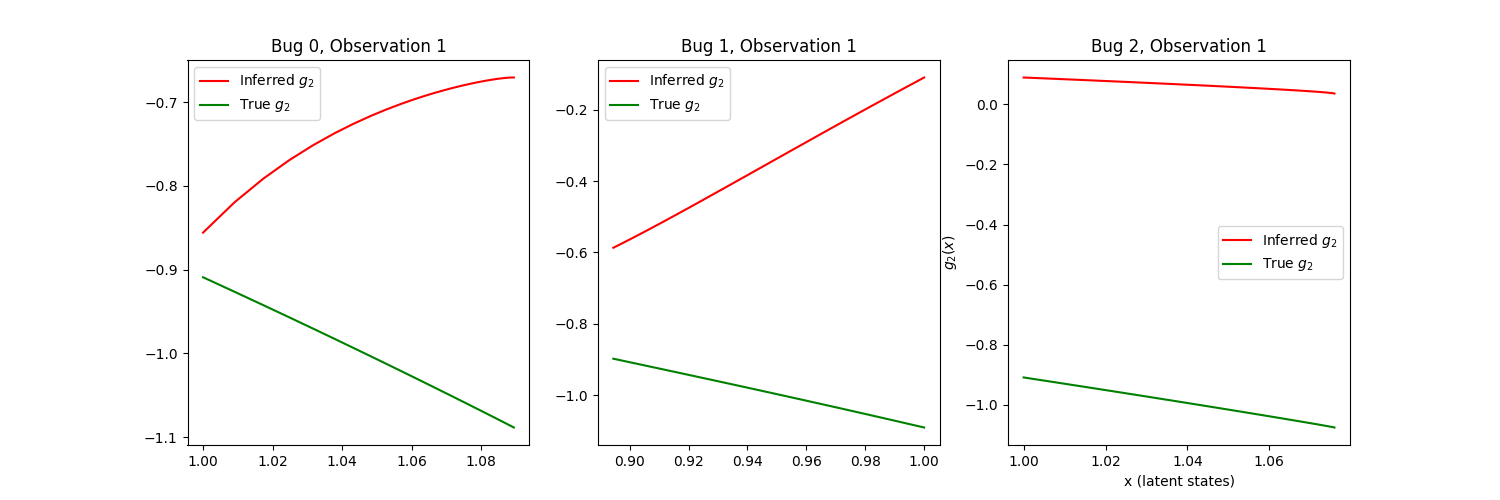 Bug 0, Observation 1
Inferred g₂
True g₂
−0.7
−0.8
−0.9
−1.0
−1.1
1.00 1.02 1.04 1.06 1.08
Bug 1, Observation 1
Inferred g₂
True g₂
−0.2
−0.4
−0.6
−0.8
−1.0
0.90 0.92 0.94 0.96 0.98 1.00
Bug 2, Observation 1
Inferred g₂
True g₂
g₂(x)
0.0
−0.2
−0.4
−0.6
−0.8
−1.0
1.00 1.02 1.04 1.06
x (latent states)